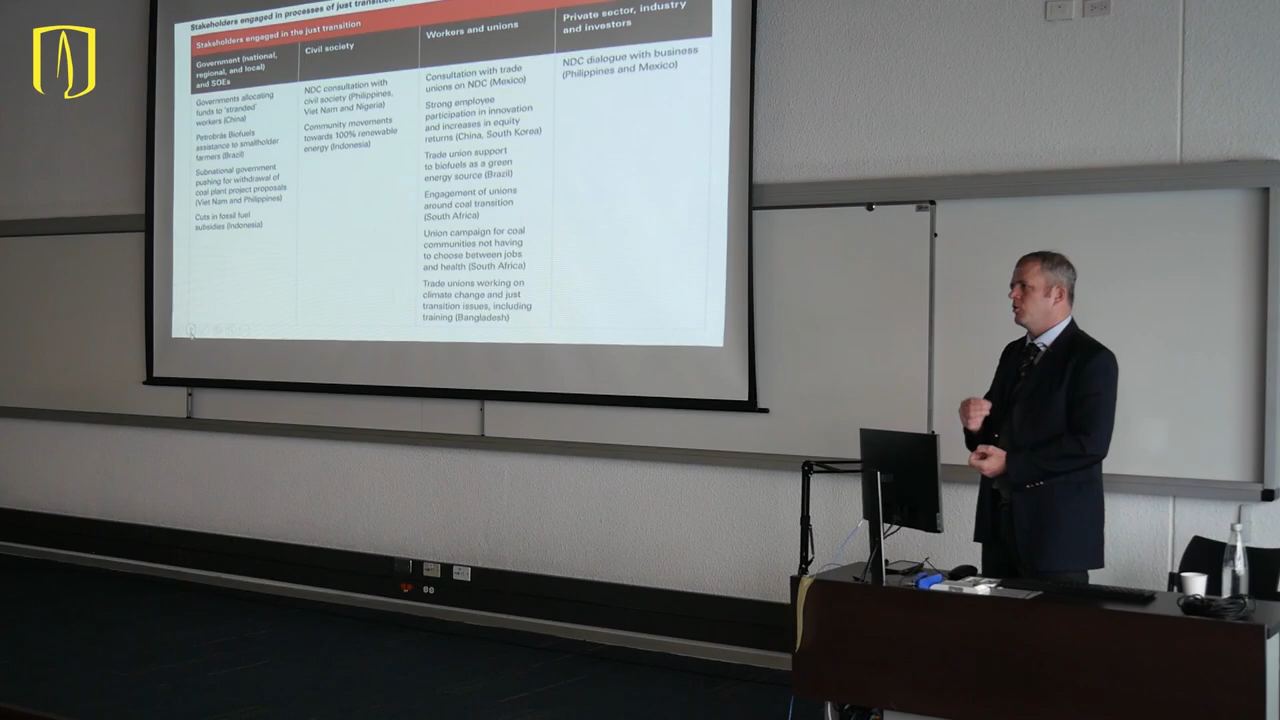 Stakeholders engaged in processes of just transition
Stakeholders engaged in the just transition
Government (national,
regional, and local)
and SOEs
Civil society
Workers and unions
Private sector, industry
and investors
Governments allocating
funds to 'stranded'
workers (China)
Petrobrás Biofuels
assistance to smallholder
farmers (Brazil)
Subnational government
pushing for withdrawal of
coal plant project proposals
(Viet Nam and Philippines)
Cuts in fossil fuel
subsidies (Indonesia)
NDC consultation with
civil society (Philippines,
Viet Nam and Nigeria)
Community movements
towards 100% renewable
energy (Indonesia)
Consultation with trade
unions on NDC (Mexico)
Strong employee
participation in innovation
and increases in equity
returns (China, South Korea)
Trade union support
to biofuels as a green
energy source (Brazil)
Engagement of unions
around coal transition
(South Africa)
Union campaign for coal
communities not having
to choose between jobs
and health (South Africa)
Trade unions working on
climate change and just
transition issues, including
training (Bangladesh)
NDC dialogue with business
(Philippines and Mexico)